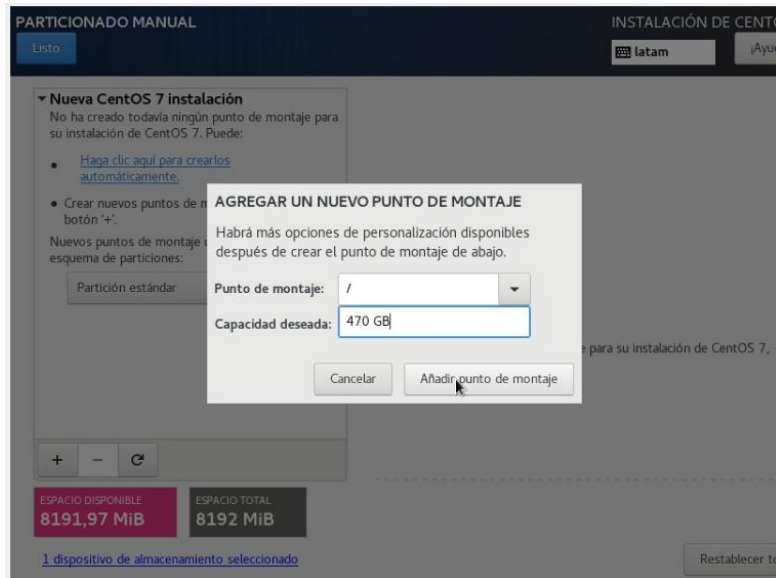 PARTICIONADO MANUAL
INSTALACIÓN DE CENTO
Listo
latam
¡Ayu
Nueva CentOS 7 instalación
No ha creado todavía ningún punto de montaje para
su instalación de CentOS 7. Puede:
Haga clic aquí para crearlos
automáticamente.
Crear nuevos puntos de
botón '+'.
Nuevos puntos de montaje
esquema de particiones:
Partición estándar
AGREGAR UN NUEVO PUNTO DE MONTAJE
Habrá más opciones de personalización disponibles
después de crear el punto de montaje de abajo.
Punto de montaje: /
Capacidad deseada: 470 GB
Cancelar Añadir punto de montaje
para su instalación de CentOS 7,
+ − 
ESPACIO DISPONIBLE
8191,97 MiB
ESPACIO TOTAL
8192 MiB
1 dispositivo de almacenamiento seleccionado
Restablecer to